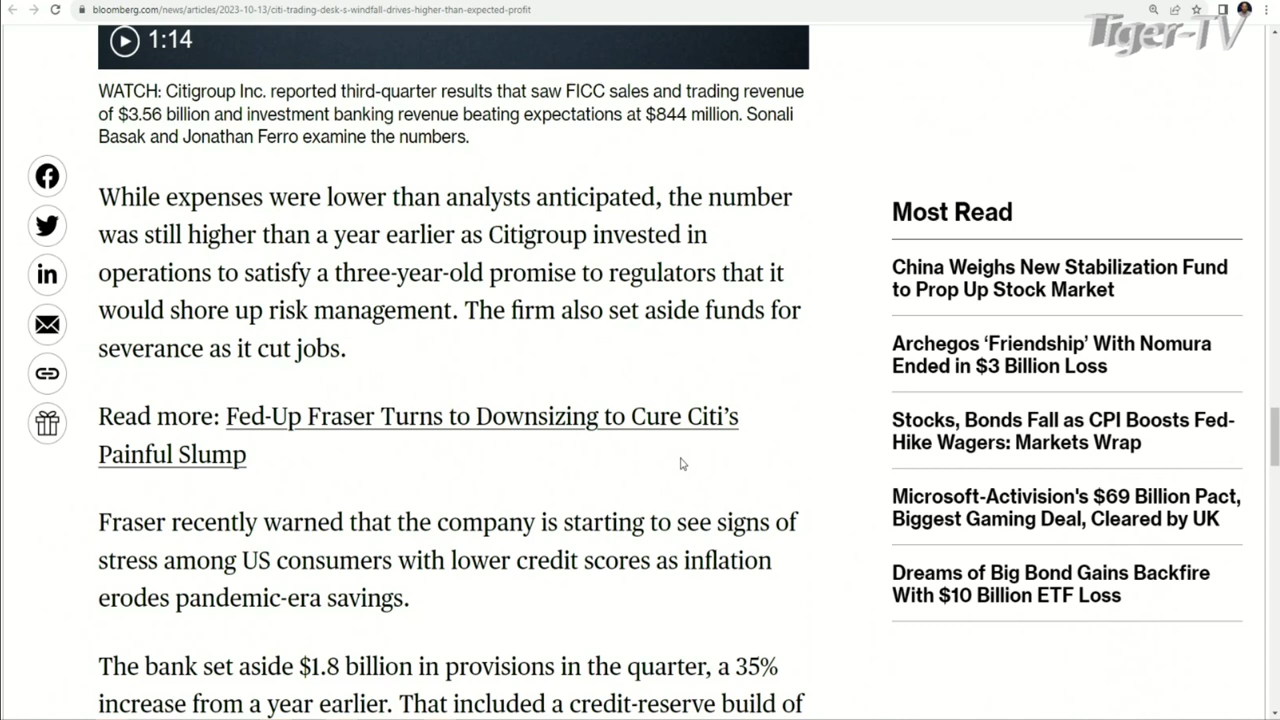 bloomberg.com/news/articles/2023-10-13/citi-trading-desk-s-windfall-drives-higher-than-expected-profit
Tiger-TV
1:14
WATCH: Citigroup Inc. reported third-quarter results that saw FICC sales and trading revenue
of $3.56 billion and investment banking revenue beating expectations at $844 million. Sonali
Basak and Jonathan Ferro examine the numbers.
While expenses were lower than analysts anticipated, the number
was still higher than a year earlier as Citigroup invested in
operations to satisfy a three-year-old promise to regulators that it
would shore up risk management. The firm also set aside funds for
severance as it cut jobs.
Read more: Fed-Up Fraser Turns to Downsizing to Cure Citi’s
Painful Slump
Fraser recently warned that the company is starting to see signs of
stress among US consumers with lower credit scores as inflation
erodes pandemic-era savings.
The bank set aside $1.8 billion in provisions in the quarter, a 35%
increase from a year earlier. That included a credit-reserve build of
Most Read
China Weighs New Stabilization Fund
to Prop Up Stock Market
Archegos ‘Friendship’ With Nomura
Ended in $3 Billion Loss
Stocks, Bonds Fall as CPI Boosts Fed-
Hike Wagers: Markets Wrap
Microsoft-Activision's $69 Billion Pact,
Biggest Gaming Deal, Cleared by UK
Dreams of Big Bond Gains Backfire
With $10 Billion ETF Loss